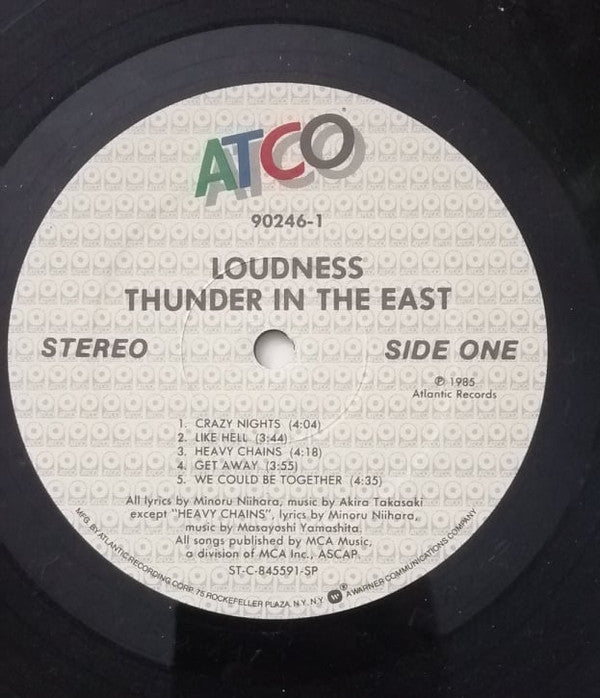 ATCO
90246-1
LOUDNESS
THUNDER IN THE EAST
STEREO
SIDE ONE
℗ 1985
Atlantic Records
1. CRAZY NIGHTS (4:04)
2. LIKE HELL (3:44)
3. HEAVY CHAINS (4:18)
4. GET AWAY (3:55)
5. WE COULD BE TOGETHER (4:35)
All lyrics by Minoru Niihara, music by Akira Takasaki
except "HEAVY CHAINS", lyrics by Minoru Niihara,
music by Masayoshi Yamashita.
All songs published by MCA Music,
a division of MCA Inc., ASCAP.
ST-C-845591-SP
MFG. BY ATLANTIC RECORDING CORP. 75 ROCKEFELLER PLAZA, N.Y. N.Y. A WARNER COMMUNICATIONS COMPANY